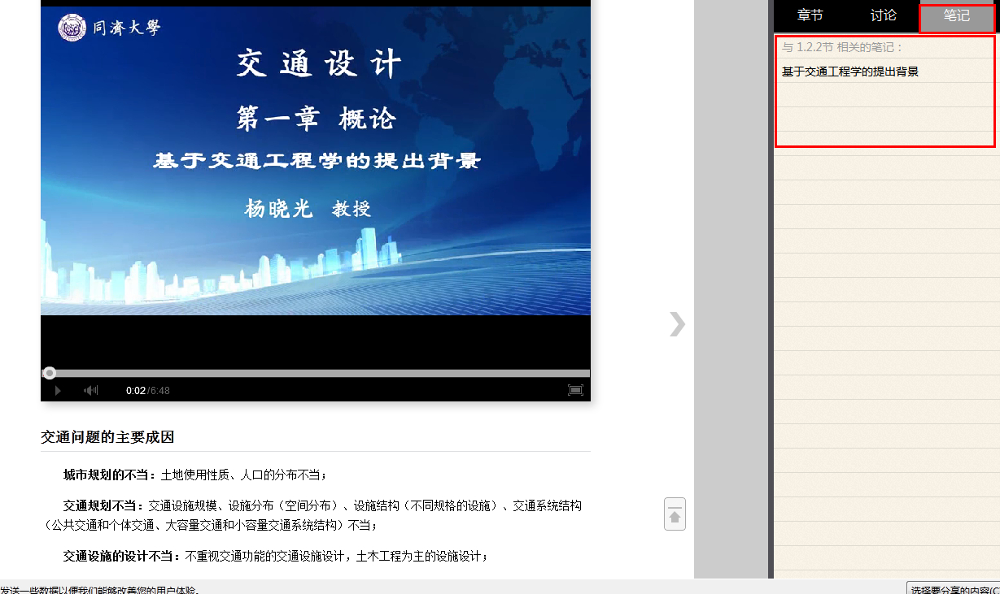 同濟大學
交通设计
第一章 概论
基于交通工程学的提出背景
杨晓光 教授
0:02/6:48
交通问题的主要成因
城市规划的不当：土地使用性质、人口的分布不当；
交通规划不当：交通设施规模、设施分布（空间分布）、设施结构（不同规格的设施）、交通系统结构
（公共交通和个体交通、大容量交通和小容量交通系统结构）不当；
交通设施的设计不当：不重视交通功能的交通设施设计，土木工程为主的设施设计；
章节 讨论 笔记
与 1.2.2节 相关的笔记：
基于交通工程学的提出背景
发送一些数据以便我们能够改善您的用户体验。
选择要分享的内容(C